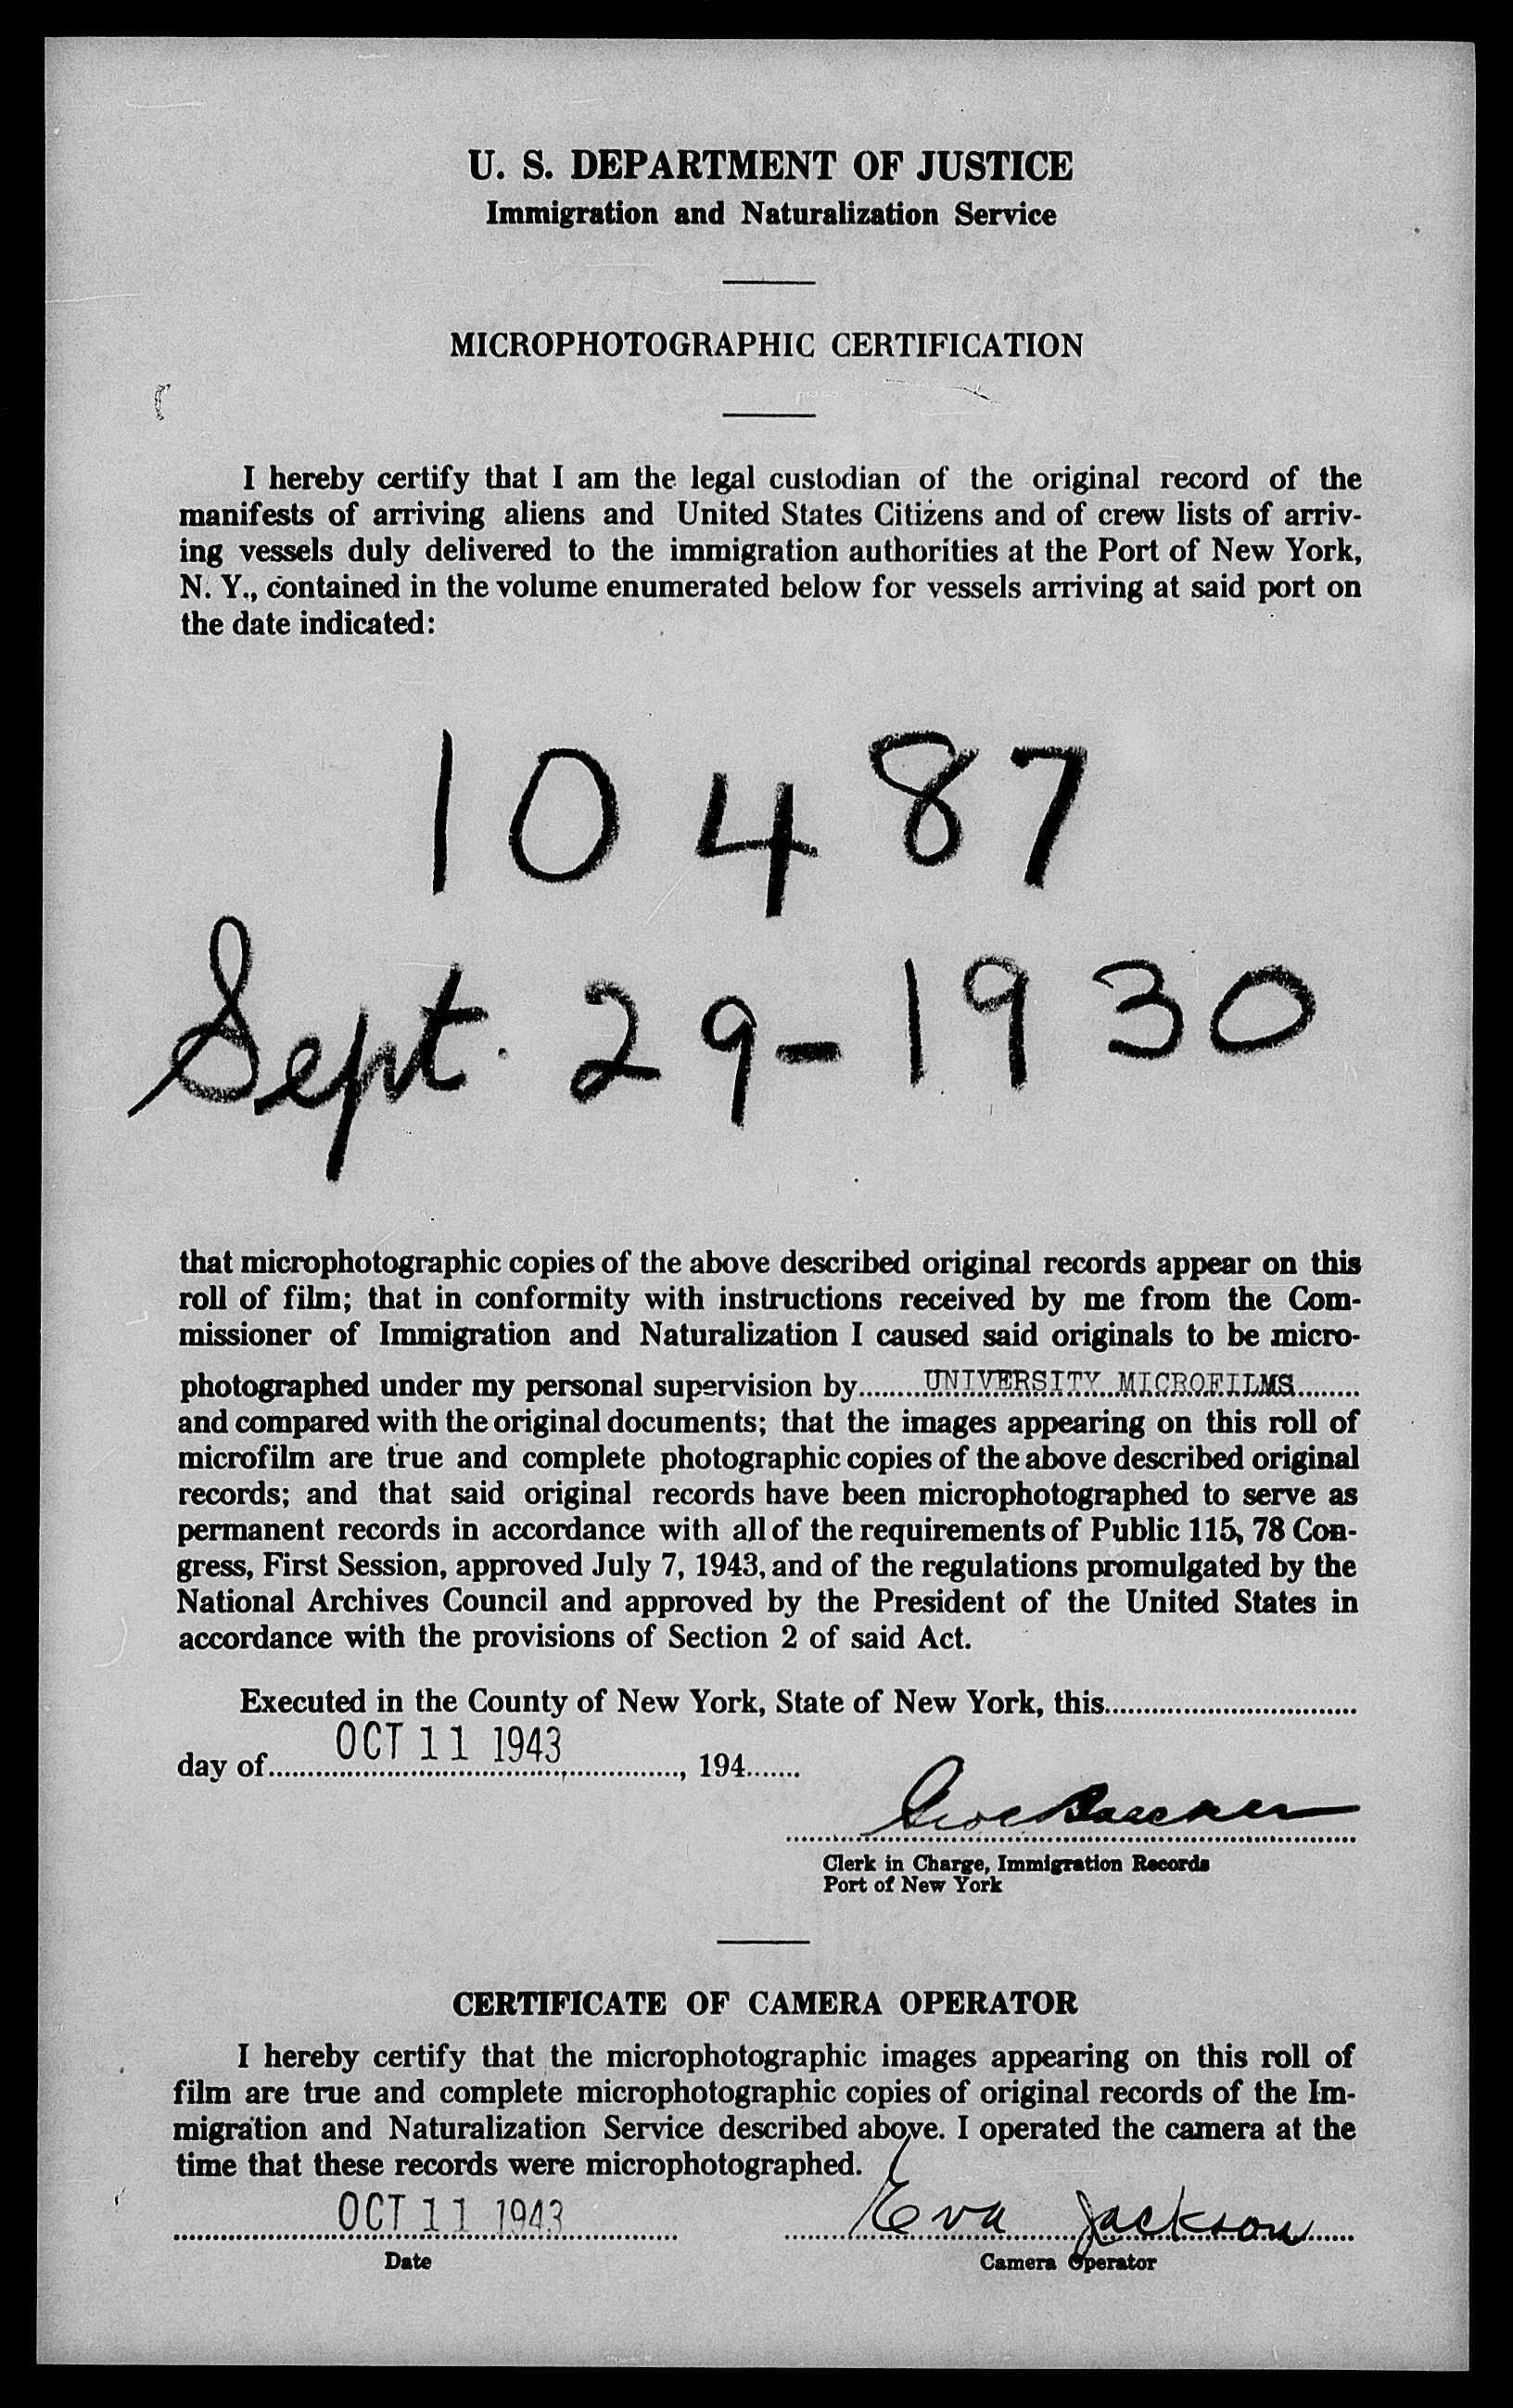 U. S. DEPARTMENT OF JUSTICE
Immigration and Naturalization Service
MICROPHOTOGRAPHIC CERTIFICATION
I hereby certify that I am the legal custodian of the original record of the
manifests of arriving aliens and United States Citizens and of crew lists of arriv-
ing vessels duly delivered to the immigration authorities at the Port of New York,
N. Y., contained in the volume enumerated below for vessels arriving at said port on
the date indicated:
10487
Sept. 29-1930
that microphotographic copies of the above described original records appear on this
roll of film; that in conformity with instructions received by me from the Com-
missioner of Immigration and Naturalization I caused said originals to be micro-
photographed under my personal supervision by........UNIVERSITY MICROFILMS........
and compared with the original documents; that the images appearing on this roll of
microfilm are true and complete photographic copies of the above described original
records; and that said original records have been microphotographed to serve as
permanent records in accordance with all of the requirements of Public 115, 78 Con-
gress, First Session, approved July 7, 1943, and of the regulations promulgated by the
National Archives Council and approved by the President of the United States in
accordance with the provisions of Section 2 of said Act.
Executed in the County of New York, State of New York, this................................
day of........OCT 11 1943................, 194.......
Clerk in Charge, Immigration Records
Port of New York
CERTIFICATE OF CAMERA OPERATOR
I hereby certify that the microphotographic images appearing on this roll of
film are true and complete microphotographic copies of original records of the Im-
migration and Naturalization Service described above. I operated the camera at the
time that these records were microphotographed.
OCT 11 1943 Eva Jackson
Date Camera Operator